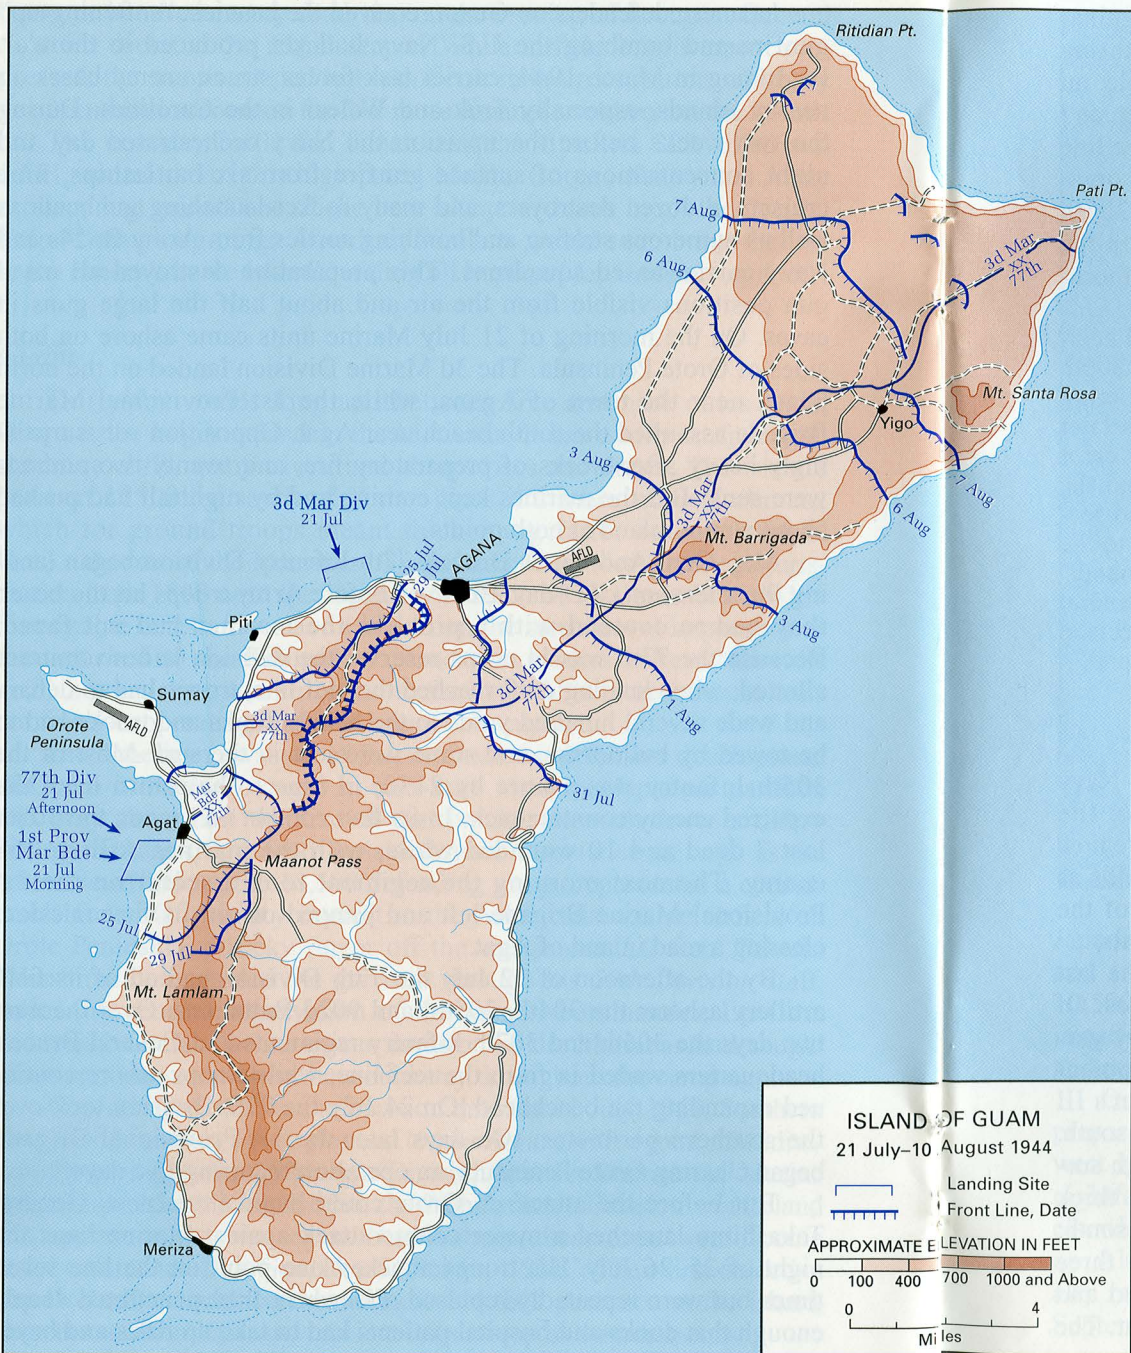 Ritidian Pt.
Pati Pt.
7 Aug
6 Aug
3d Mar
XX
77th
Mt. Santa Rosa
Yigo
3 Aug
7 Aug
6 Aug
3d Mar Div
21 Jul
3d Mar
XX
77th
Mt. Barrigada
25 Jul
29 Jul
AGANA
AFLD
3 Aug
Piti
3d Mar
XX
77th
1 Aug
Sumay
AFLD
Orote
Peninsula
3d Mar
XX
77th
31 Jul
77th Div
21 Jul
Afternoon
Mar
Bde
XX
77th
Agat
1st Prov
Mar Bde
21 Jul
Morning
Maanot Pass
25 Jul
29 Jul
Mt. Lamlam
Meriza
ISLAND OF GUAM
21 July–10 August 1944
Landing Site
Front Line, Date
APPROXIMATE ELEVATION IN FEET
0 100 400 700 1000 and Above
0 4
Miles